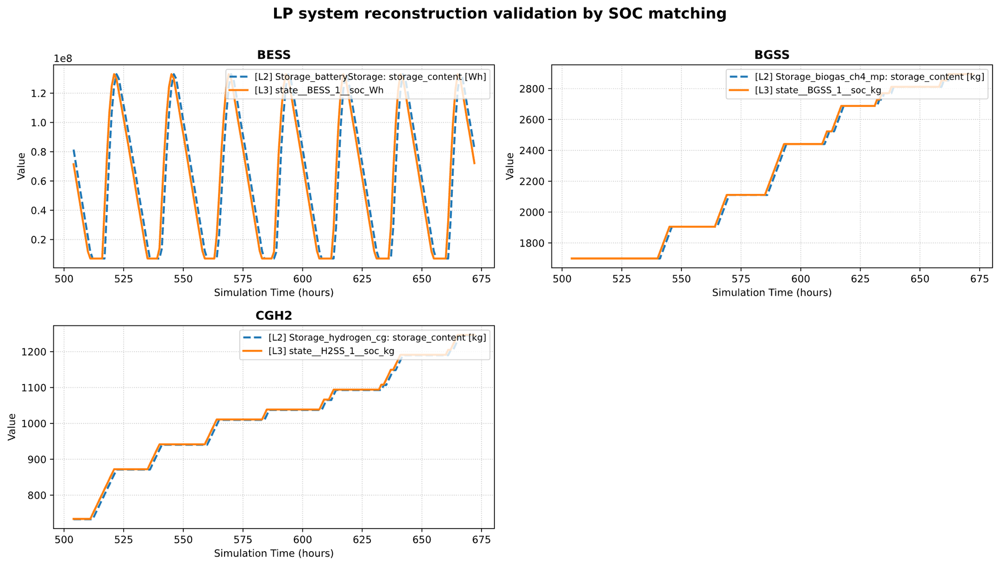 LP system reconstruction validation by SOC matching
BESS
1e8
[L2] Storage_batteryStorage: storage_content [Wh]
[L3] state__BESS_1__soc_Wh
1.2
1.0
0.8
0.6
0.4
0.2
Value
500 525 550 575 600 625 650 675
Simulation Time (hours)
BGSS
[L2] Storage_biogas_ch4_mp: storage_content [kg]
[L3] state__BGSS_1__soc_kg
2800
2600
2400
2200
2000
1800
Value
500 525 550 575 600 625 650 675
Simulation Time (hours)
CGH2
[L2] Storage_hydrogen_cg: storage_content [kg]
[L3] state__H2SS_1__soc_kg
1200
1100
1000
900
800
Value
500 525 550 575 600 625 650 675
Simulation Time (hours)